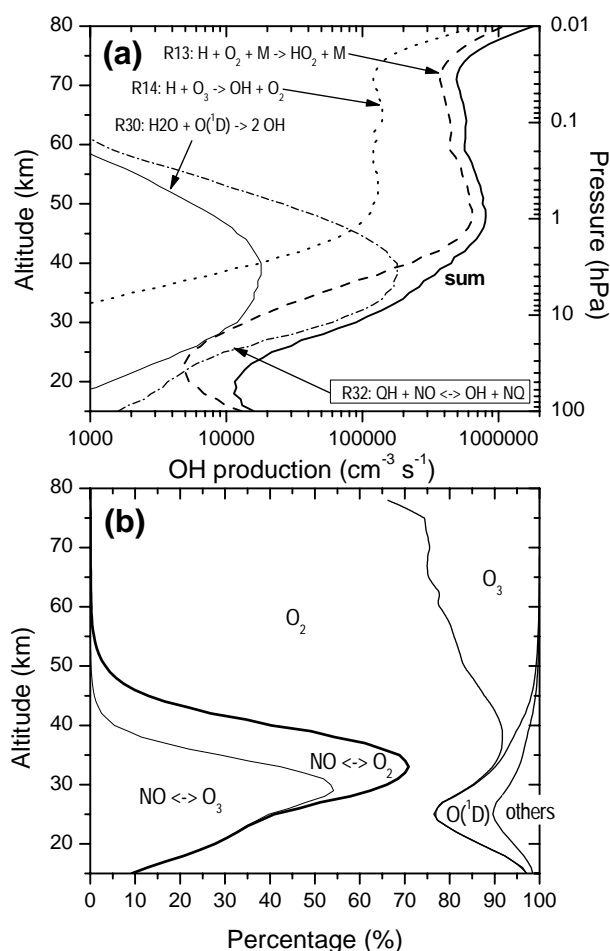 80
70
60
50
40
30
20
Altitude (km)
(a)
R13: H + O2 + M -> HO2 + M
R14: H + O3 -> OH + O2
R30: H2O + O(1D) -> 2 OH
sum
R32: QH + NO <-> OH + NQ
0.01
0.1
1
10
100
Pressure (hPa)
1000 10000 100000 1000000
OH production (cm-3 s-1)
80
70
60
50
40
30
20
Altitude (km)
(b)
O3
O2
NO <-> O2
NO <-> O3
O(1D)
others
0 10 20 30 40 50 60 70 80 90 100
Percentage (%)